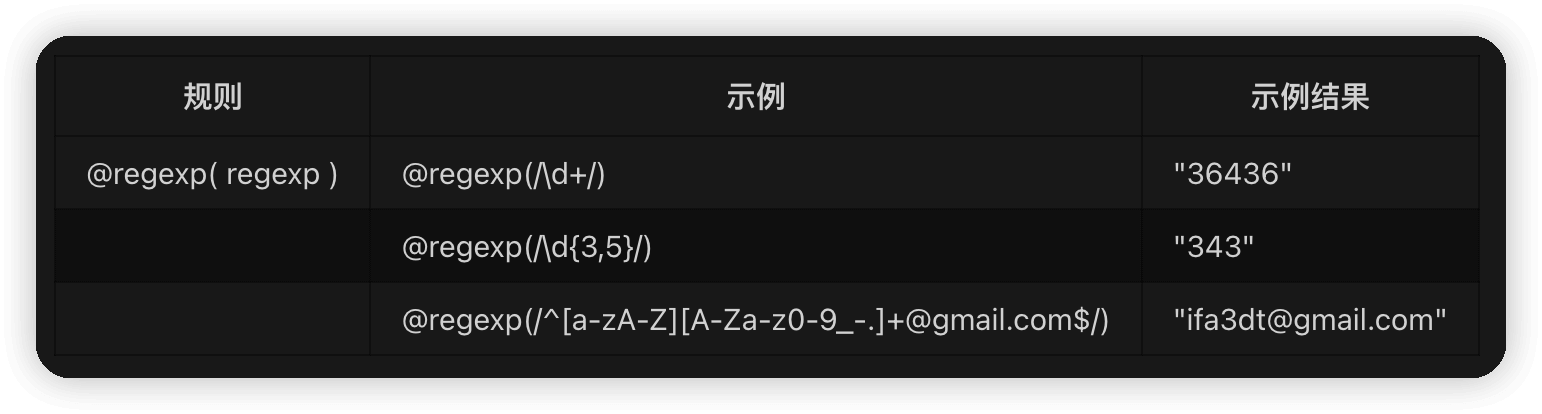 规则 示例 示例结果
@regexp( regexp ) @regexp(/\d+/) "36436"
@regexp(/\d{3,5}/) "343"
@regexp(/^[a-zA-Z][A-Za-z0-9_-.]+@gmail.com$/) "ifa3dt@gmail.com"